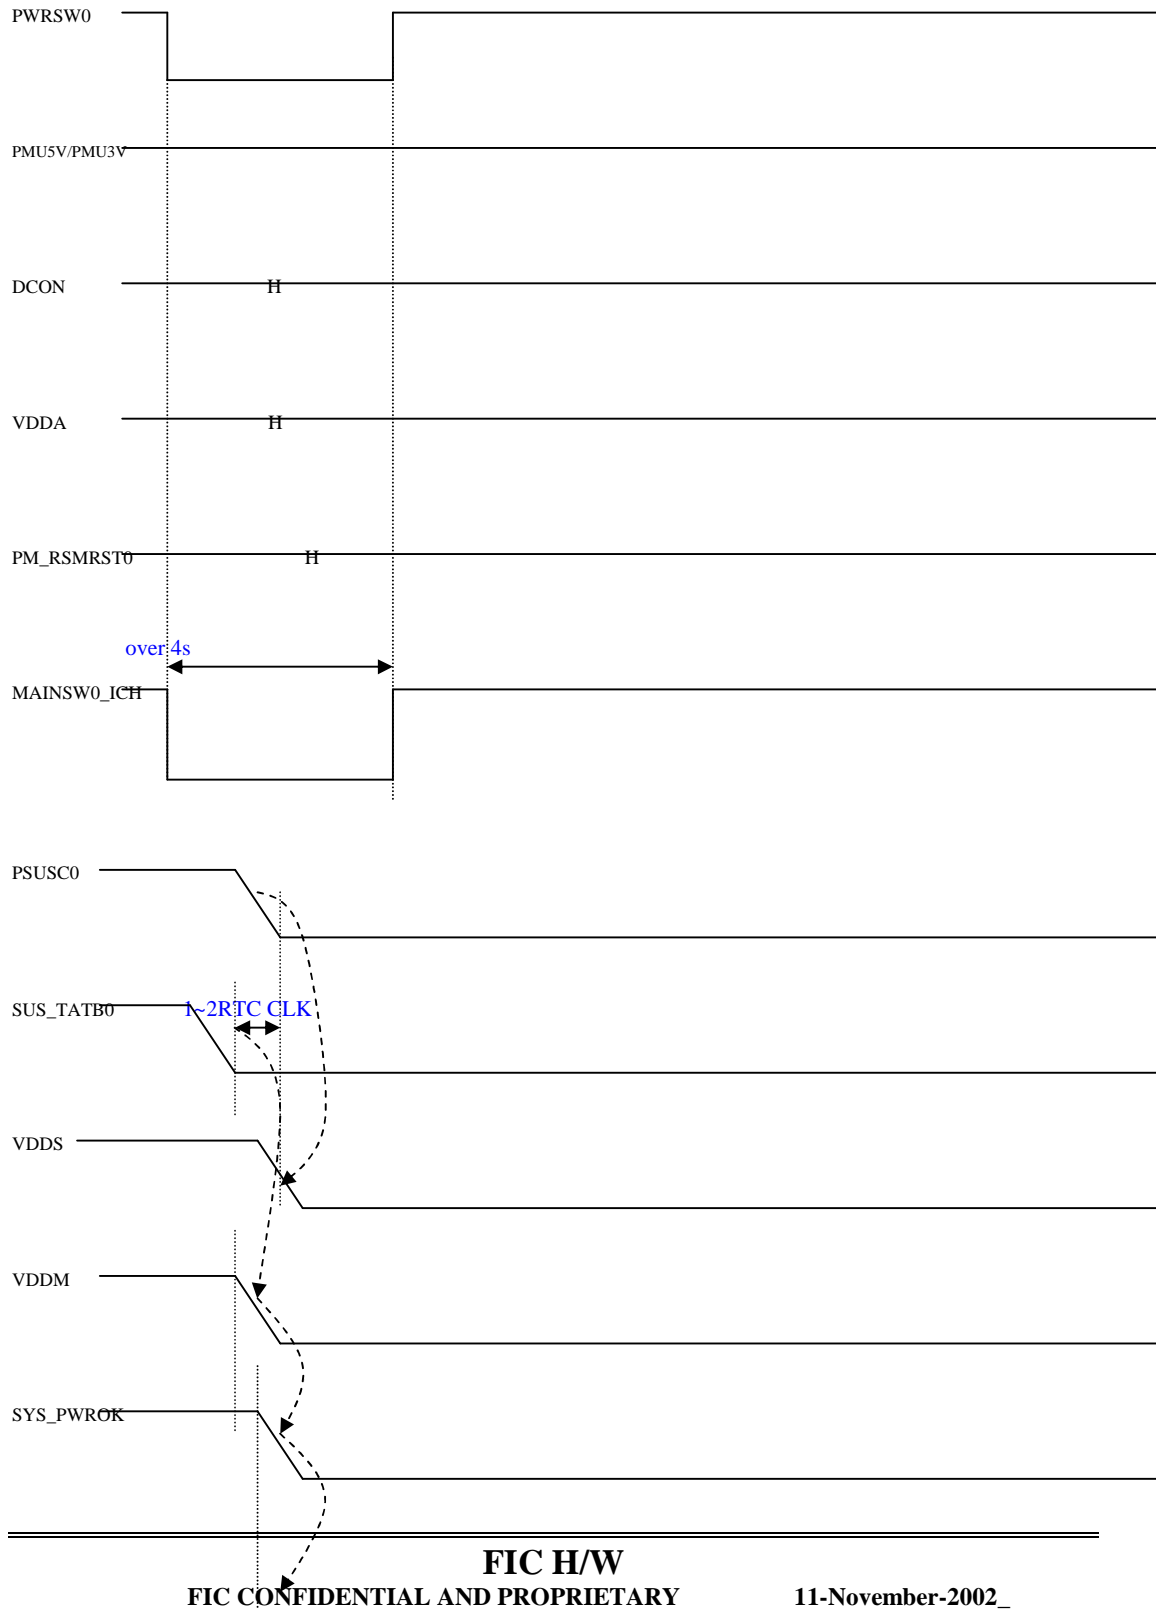 PWRSW0
PMU5V/PMU3V
DCON H
VDDA H
PM_RSMRST0 H
over 4s
MAINSW0_ICH
PSUSC0
SUS_TATB0 1~2RTC CLK
VDDS
VDDM
SYS_PWROK
FIC H/W
FIC CONFIDENTIAL AND PROPRIETARY 11-November-2002_